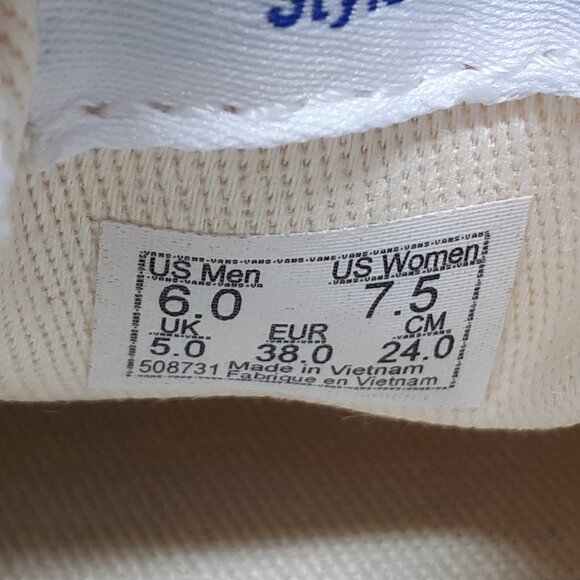 Style
US Men US Women
6.0 7.5
UK EUR CM
5.0 38.0 24.0
508731 Made in Vietnam
Fabrique en Vietnam